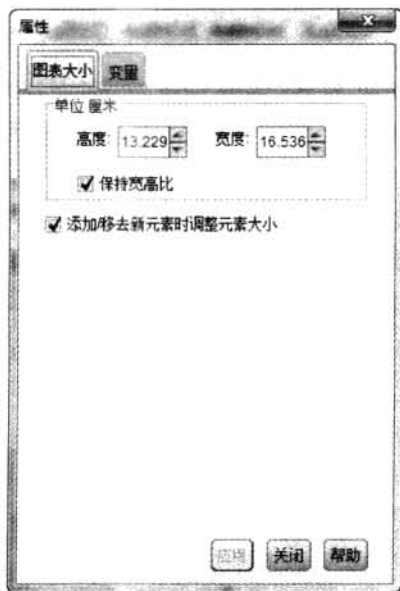 属性
图表大小 变量
单位 厘米
高度: 13.229 宽度: 16.536
保持宽高比
添加/移去新元素时调整元素大小
应用 关闭 帮助